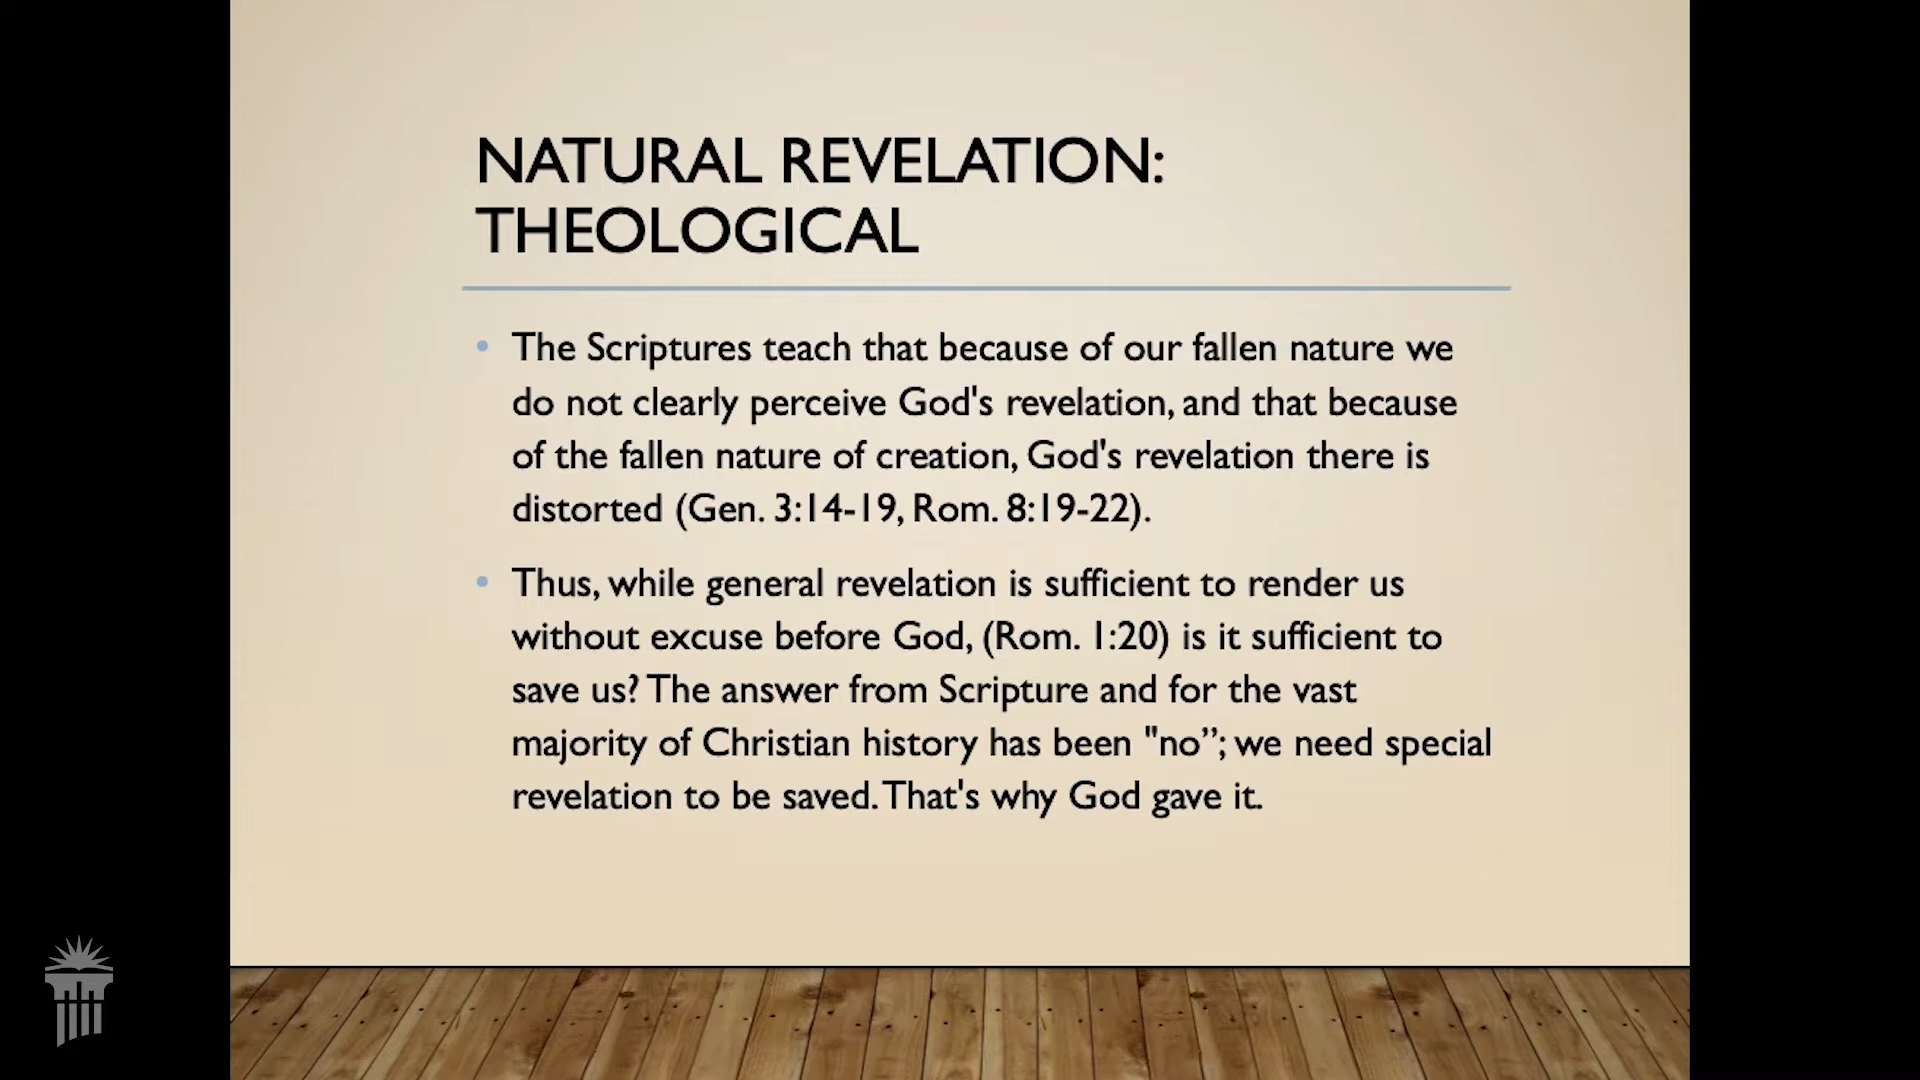 NATURAL REVELATION:
THEOLOGICAL
• The Scriptures teach that because of our fallen nature we
do not clearly perceive God's revelation, and that because
of the fallen nature of creation, God's revelation there is
distorted (Gen. 3:14-19, Rom. 8:19-22).
• Thus, while general revelation is sufficient to render us
without excuse before God, (Rom. 1:20) is it sufficient to
save us? The answer from Scripture and for the vast
majority of Christian history has been "no”; we need special
revelation to be saved. That's why God gave it.